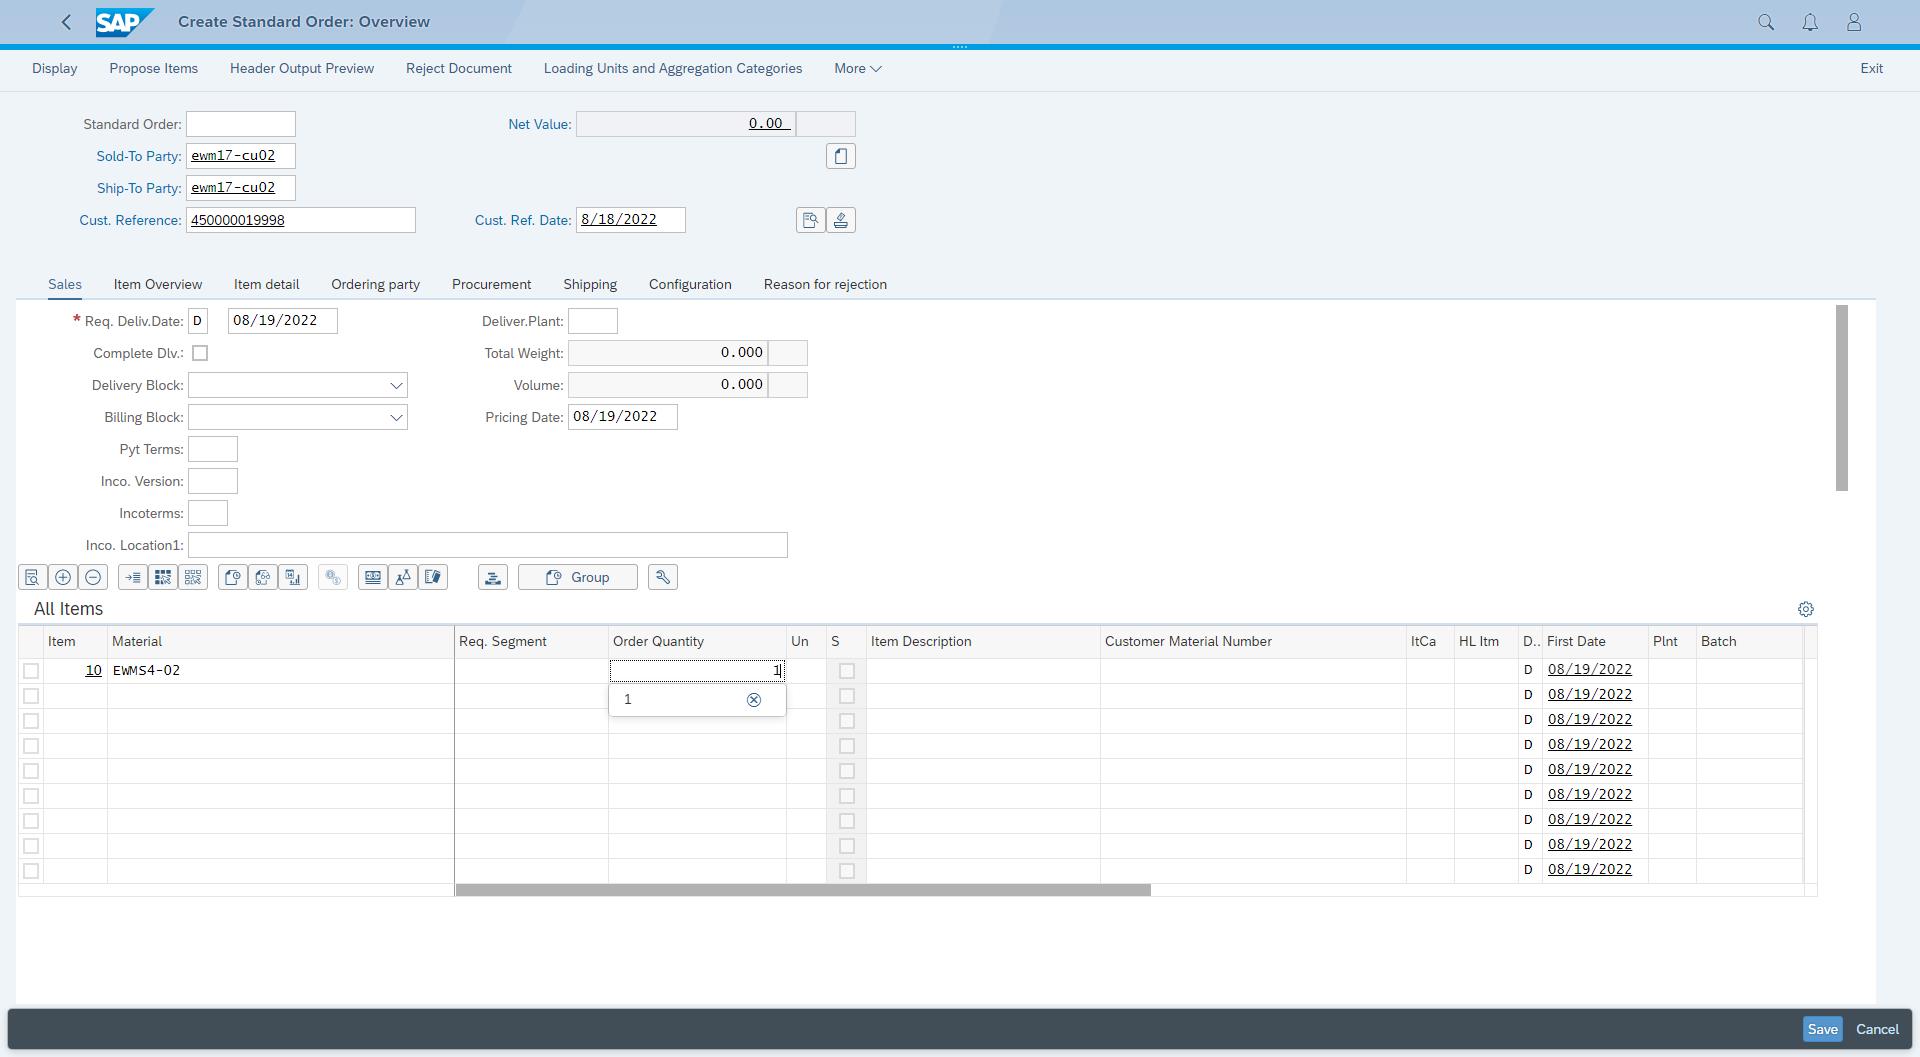 SAP Create Standard Order: Overview
Display Propose Items Header Output Preview Reject Document Loading Units and Aggregation Categories More Exit
Standard Order: Net Value: 0.00
Sold-To Party: ewm17-cu02
Ship-To Party: ewm17-cu02
Cust. Reference: 450000019998 Cust. Ref. Date: 8/18/2022
Sales Item Overview Item detail Ordering party Procurement Shipping Configuration Reason for rejection
* Req. Deliv.Date: D 08/19/2022 Deliver.Plant:
Complete Dlv.: Total Weight: 0.000
Delivery Block: Volume: 0.000
Billing Block: Pricing Date: 08/19/2022
Pyt Terms:
Inco. Version:
Incoterms:
Inco. Location1:
Group
All Items
Item Material Req. Segment Order Quantity Un S Item Description Customer Material Number ItCa HL Itm D.. First Date Plnt Batch
10 EWMS4-02 1 D 08/19/2022
1 D 08/19/2022
D 08/19/2022
D 08/19/2022
D 08/19/2022
D 08/19/2022
D 08/19/2022
D 08/19/2022
D 08/19/2022
Save Cancel